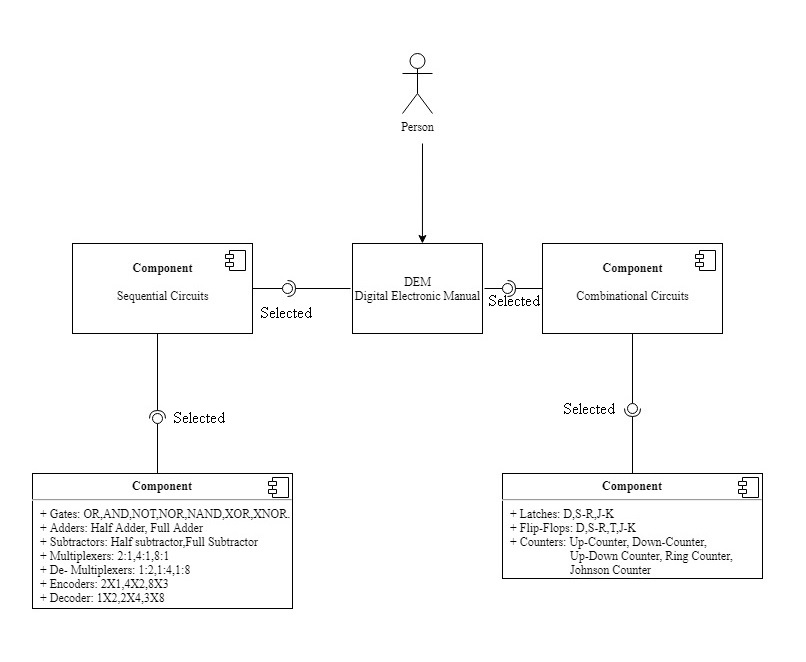 Person
Component
Sequential Circuits
Selected
DEM
Digital Electronic Manual
Selected
Component
Combinational Circuits
Selected
Selected
Component
+ Gates: OR,AND,NOT,NOR,NAND,XOR,XNOR.
+ Adders: Half Adder, Full Adder
+ Subtractors: Half subtractor,Full Subtractor
+ Multiplexers: 2:1,4:1,8:1
+ De- Multiplexers: 1:2,1:4,1:8
+ Encoders: 2X1,4X2,8X3
+ Decoder: 1X2,2X4,3X8
Component
+ Latches: D,S-R,J-K
+ Flip-Flops: D,S-R,T,J-K
+ Counters: Up-Counter, Down-Counter,
Up-Down Counter, Ring Counter,
Johnson Counter